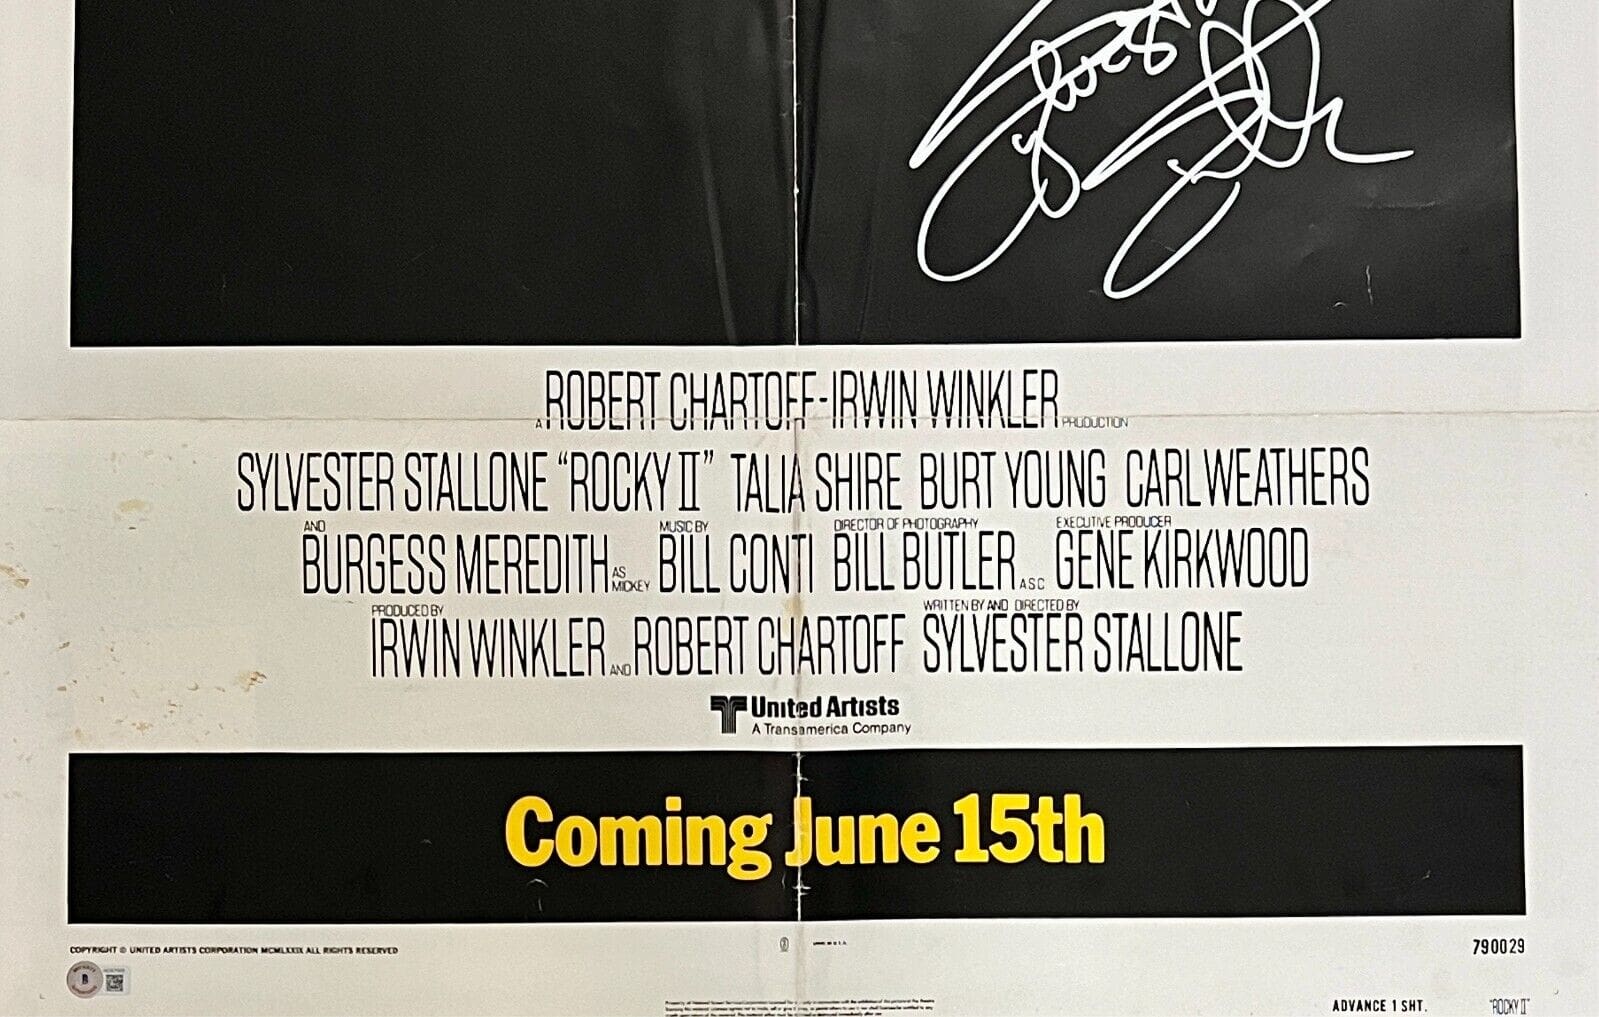 A ROBERT CHARTOFF-IRWIN WINKLER PRODUCTION
SYLVESTER STALLONE “ROCKY II” TALIA SHIRE BURT YOUNG CARL WEATHERS
AND MUSIC BY DIRECTOR OF PHOTOGRAPHY EXECUTIVE PRODUCER
BURGESS MEREDITH AS MICKEY BILL CONTI BILL BUTLER ASC GENE KIRKWOOD
PRODUCED BY WRITTEN BY AND DIRECTED BY
IRWIN WINKLER AND ROBERT CHARTOFF SYLVESTER STALLONE
United Artists
A Transamerica Company
Coming June 15th
COPYRIGHT © UNITED ARTISTS CORPORATION MCMLXXIX ALL RIGHTS RESERVED
790029
B
ADVANCE 1 SHT.
“ROCKY II”